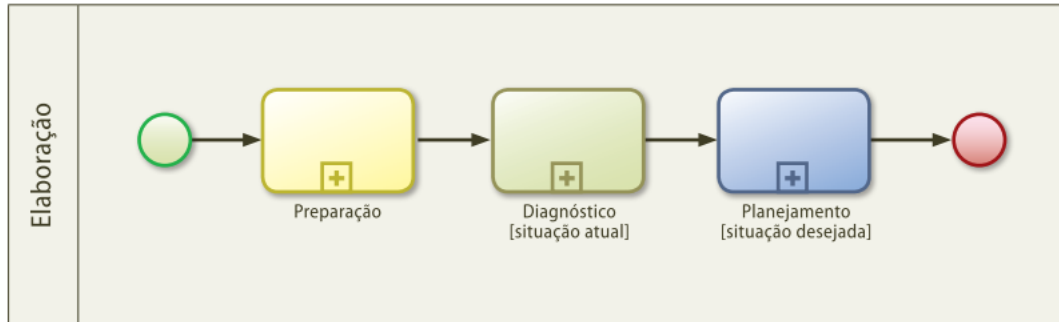 Elaboração
Preparação
Diagnóstico
[situação atual]
Planejamento
[situação desejada]